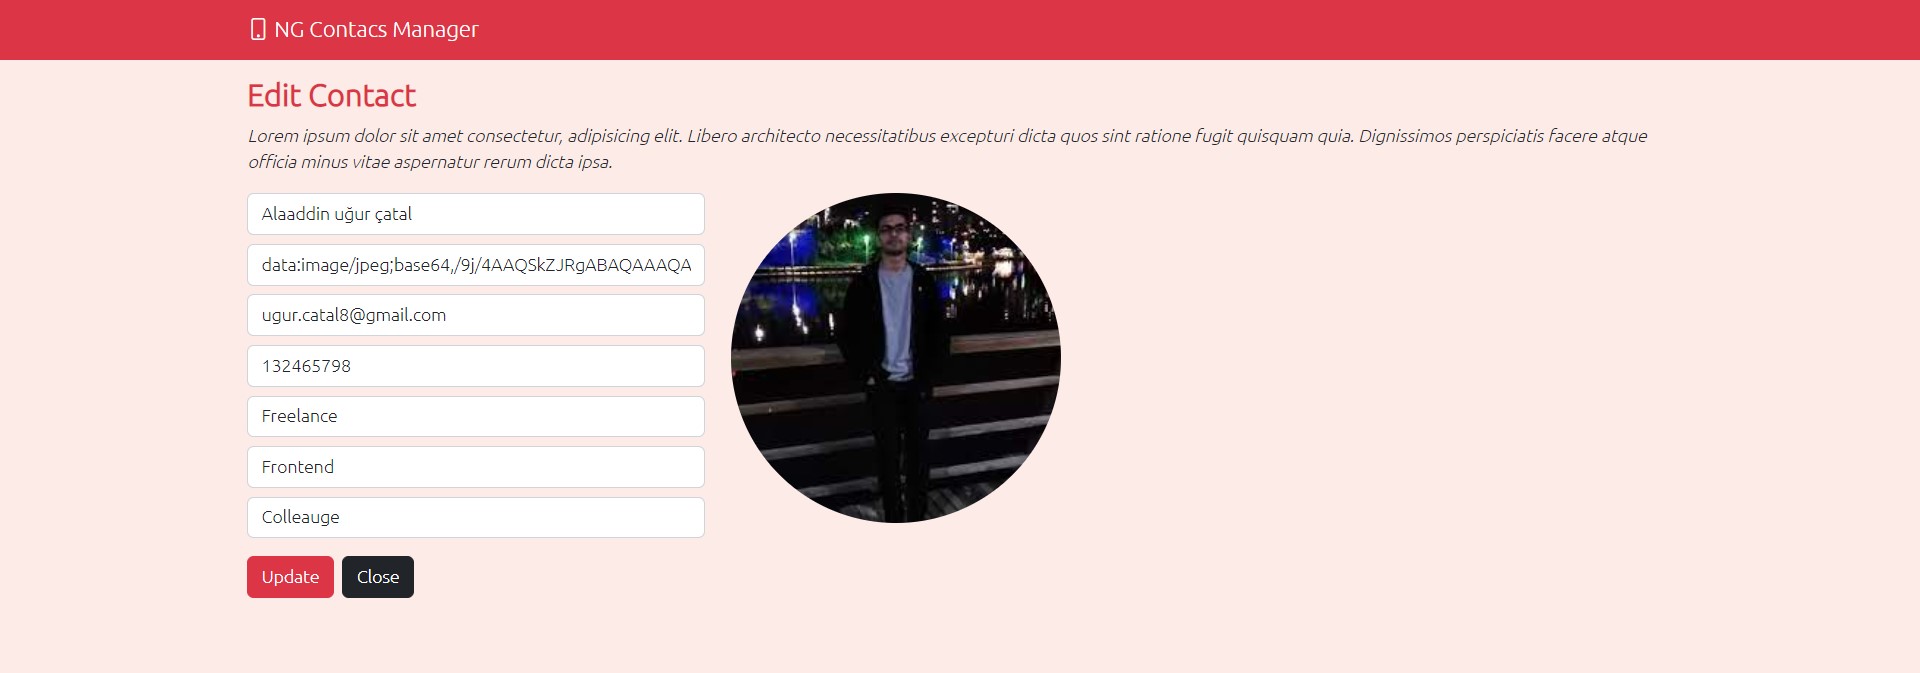 NG Contacs Manager
Edit Contact
Lorem ipsum dolor sit amet consectetur, adipisicing elit. Libero architecto necessitatibus excepturi dicta quos sint ratione fugit quisquam quia. Dignissimos perspiciatis facere atque
officia minus vitae aspernatur rerum dicta ipsa.
Alaaddin uğur çatal
data:image/jpeg;base64,/9j/4AAQSkZJRgABAQAAAQA
ugur.catal8@gmail.com
132465798
Freelance
Frontend
Colleauge
Update Close